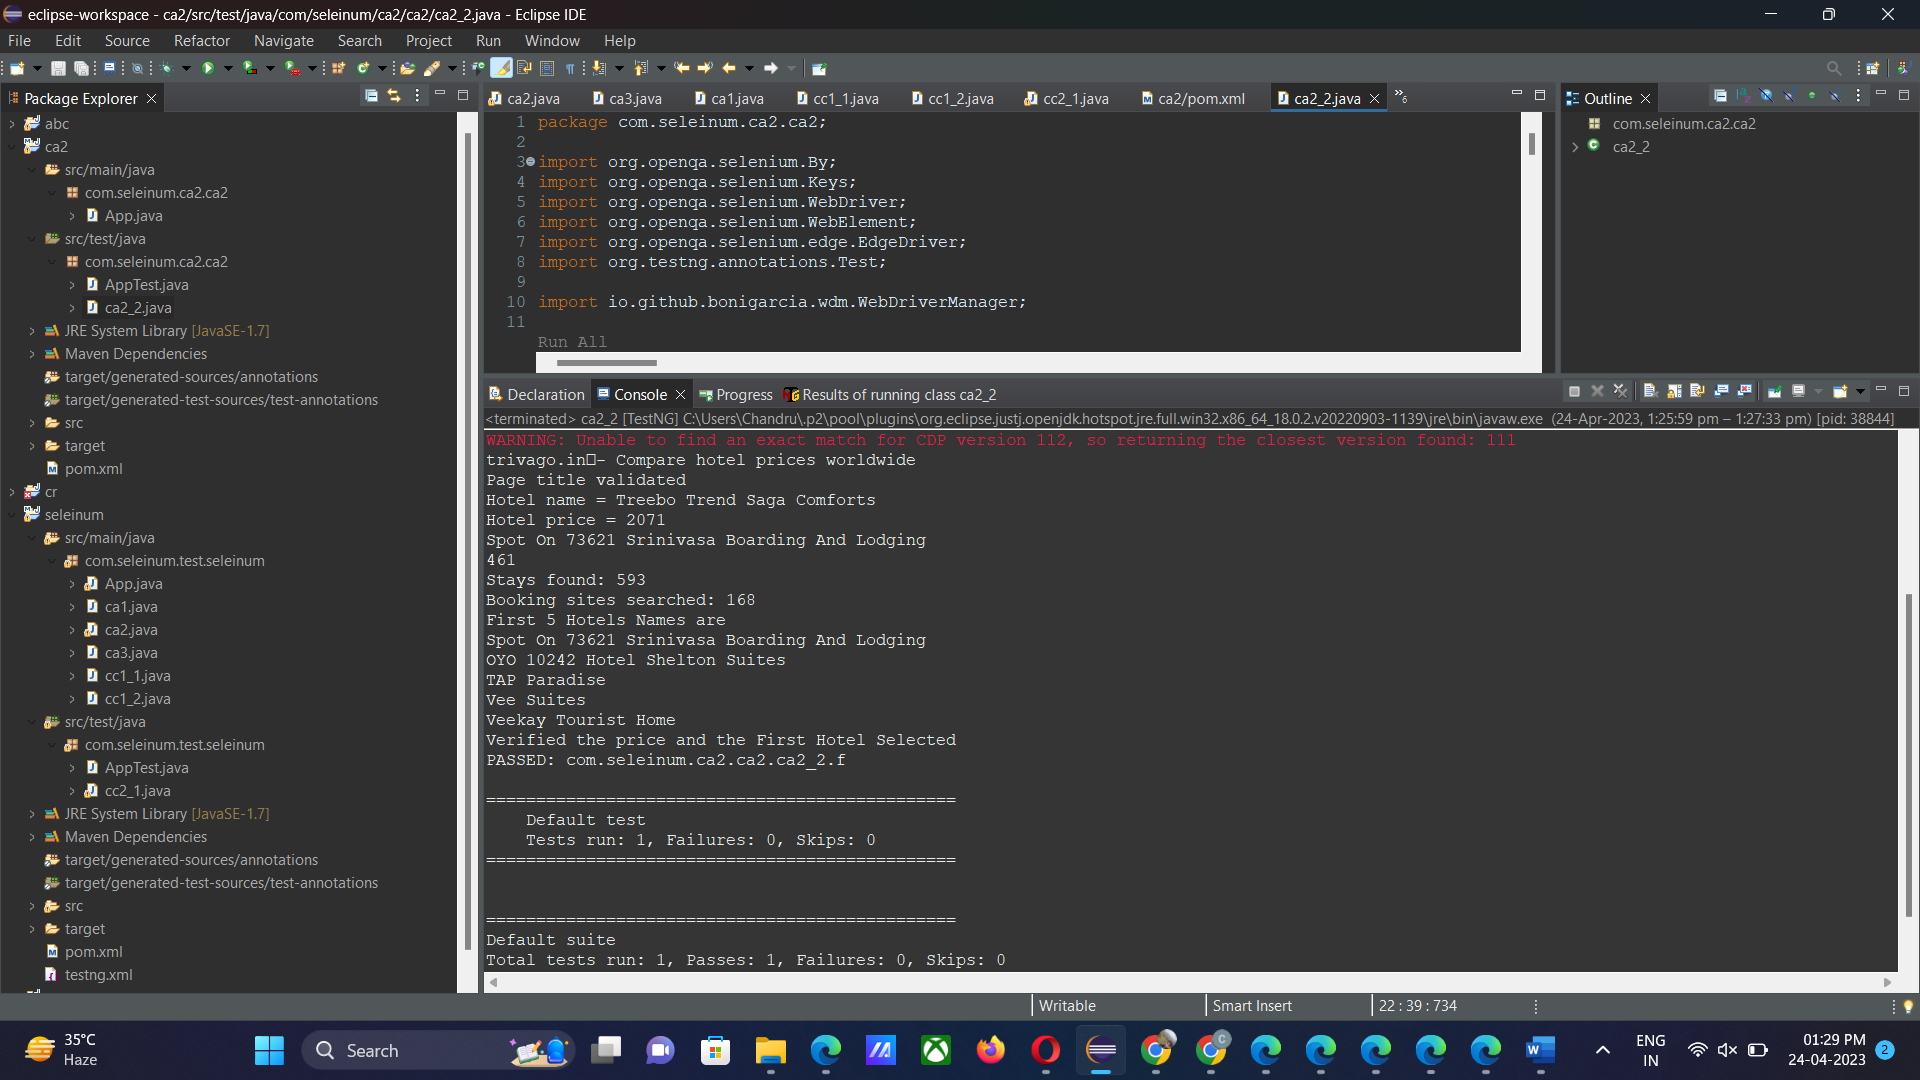 eclipse-workspace - ca2/src/test/java/com/seleinum/ca2/ca2/ca2_2.java - Eclipse IDE
File Edit Source Refactor Navigate Search Project Run Window Help
Package Explorer
abc
ca2
src/main/java
com.seleinum.ca2.ca2
App.java
src/test/java
com.seleinum.ca2.ca2
AppTest.java
ca2_2.java
JRE System Library [JavaSE-1.7]
Maven Dependencies
target/generated-sources/annotations
target/generated-test-sources/test-annotations
src
target
pom.xml
cr
seleinum
src/main/java
com.seleinum.test.seleinum
App.java
ca1.java
ca2.java
ca3.java
cc1_1.java
cc1_2.java
src/test/java
com.seleinum.test.seleinum
AppTest.java
cc2_1.java
JRE System Library [JavaSE-1.7]
Maven Dependencies
target/generated-sources/annotations
target/generated-test-sources/test-annotations
src
target
pom.xml
testng.xml
ca2.java ca3.java ca1.java cc1_1.java cc1_2.java cc2_1.java ca2/pom.xml ca2_2.java »6
1 package com.seleinum.ca2.ca2;
2
3 import org.openqa.selenium.By;
4 import org.openqa.selenium.Keys;
5 import org.openqa.selenium.WebDriver;
6 import org.openqa.selenium.WebElement;
7 import org.openqa.selenium.edge.EdgeDriver;
8 import org.testng.annotations.Test;
9
10 import io.github.bonigarcia.wdm.WebDriverManager;
11
Run All
Outline
com.seleinum.ca2.ca2
ca2_2
Declaration Console Progress Results of running class ca2_2
<terminated> ca2_2 [TestNG] C:\Users\Chandru\.p2\pool\plugins\org.eclipse.justj.openjdk.hotspot.jre.full.win32.x86_64_18.0.2.v20220903-1139\jre\bin\javaw.exe (24-Apr-2023, 1:25:59 pm – 1:27:33 pm) [pid: 38844]
WARNING: Unable to find an exact match for CDP version 112, so returning the closest version found: 111
trivago.in□- Compare hotel prices worldwide
Page title validated
Hotel name = Treebo Trend Saga Comforts
Hotel price = 2071
Spot On 73621 Srinivasa Boarding And Lodging
461
Stays found: 593
Booking sites searched: 168
First 5 Hotels Names are
Spot On 73621 Srinivasa Boarding And Lodging
OYO 10242 Hotel Shelton Suites
TAP Paradise
Vee Suites
Veekay Tourist Home
Verified the price and the First Hotel Selected
PASSED: com.seleinum.ca2.ca2.ca2_2.f
===============================================
Default test
Tests run: 1, Failures: 0, Skips: 0
===============================================
===============================================
Default suite
Total tests run: 1, Passes: 1, Failures: 0, Skips: 0
Writable Smart Insert 22 : 39 : 734
35°C
Haze
Search
ENG
IN
01:29 PM
24-04-2023
2